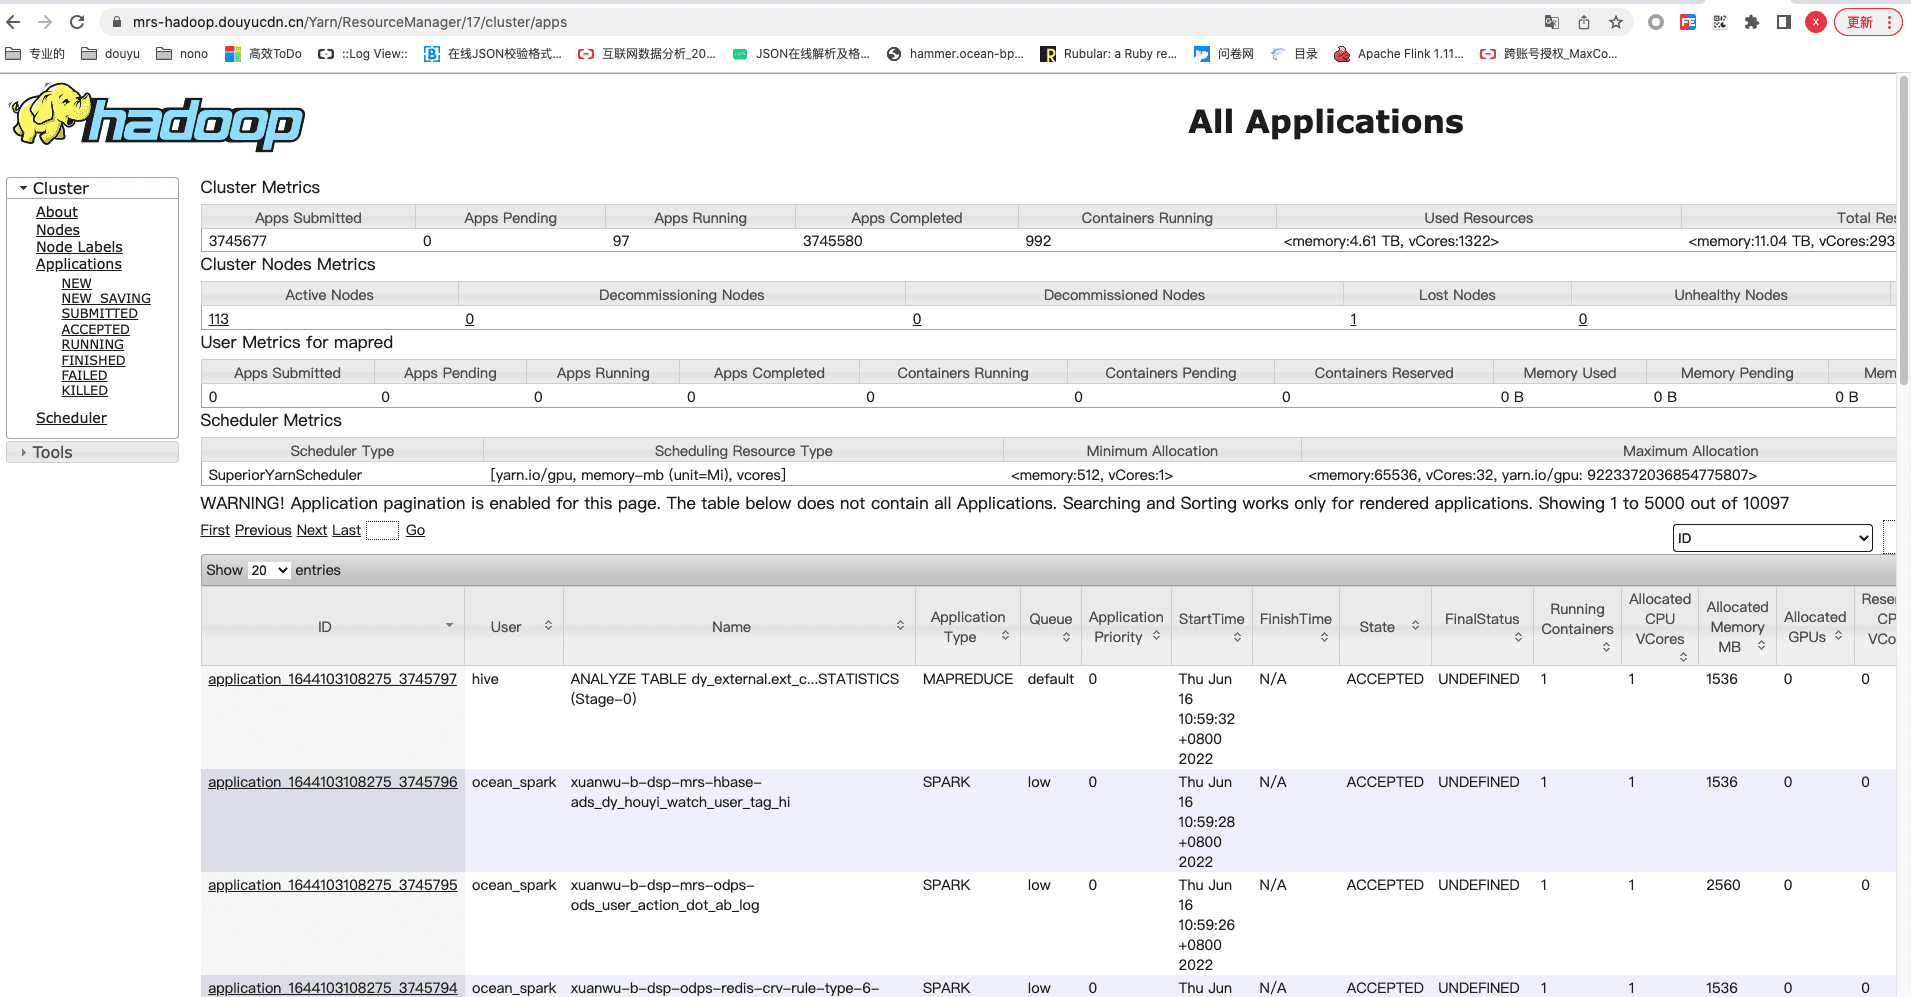 mrs-hadoop.douyucdn.cn/Yarn/ResourceManager/17/cluster/apps
X
更新
专业的 douyu nono 高效ToDo ::Log View:: 在线JSON校验格式... 互联网数据分析_20... JSON在线解析及格... hammer.ocean-bp... Rubular: a Ruby re... 问卷网 目录 Apache Flink 1.11... 跨账号授权_MaxCo...
hadoop
All Applications
Cluster
About
Nodes
Node Labels
Applications
NEW
NEW_SAVING
SUBMITTED
ACCEPTED
RUNNING
FINISHED
FAILED
KILLED
Scheduler
Tools
Cluster Metrics
Apps Submitted Apps Pending Apps Running Apps Completed Containers Running Used Resources Total Res
3745677 0 97 3745580 992 <memory:4.61 TB, vCores:1322> <memory:11.04 TB, vCores:293
Cluster Nodes Metrics
Active Nodes Decommissioning Nodes Decommissioned Nodes Lost Nodes Unhealthy Nodes
113 0 0 1 0
User Metrics for mapred
Apps Submitted Apps Pending Apps Running Apps Completed Containers Running Containers Pending Containers Reserved Memory Used Memory Pending Mem
0 0 0 0 0 0 0 0 B 0 B 0 B
Scheduler Metrics
Scheduler Type Scheduling Resource Type Minimum Allocation Maximum Allocation
SuperiorYarnScheduler [yarn.io/gpu, memory-mb (unit=Mi), vcores] <memory:512, vCores:1> <memory:65536, vCores:32, yarn.io/gpu: 9223372036854775807>
WARNING! Application pagination is enabled for this page. The table below does not contain all Applications. Searching and Sorting works only for rendered applications. Showing 1 to 5000 out of 10097
First Previous Next Last Go
ID
Show 20 entries
ID User Name Application Type Queue Application Priority StartTime FinishTime State FinalStatus Running Containers Allocated CPU VCores Allocated Memory MB Allocated GPUs Reser CP VCo
application_1644103108275_3745797 hive ANALYZE TABLE dy_external.ext_c...STATISTICS MAPREDUCE default 0 Thu Jun N/A ACCEPTED UNDEFINED 1 1 1536 0 0
(Stage-0) 16
10:59:32
+0800
2022
application_1644103108275_3745796 ocean_spark xuanwu-b-dsp-mrs-hbase- SPARK low 0 Thu Jun N/A ACCEPTED UNDEFINED 1 1 1536 0 0
ads_dy_houyi_watch_user_tag_hi 16
10:59:28
+0800
2022
application_1644103108275_3745795 ocean_spark xuanwu-b-dsp-mrs-odps- SPARK low 0 Thu Jun N/A ACCEPTED UNDEFINED 1 1 2560 0 0
ods_user_action_dot_ab_log 16
10:59:26
+0800
2022
application_1644103108275_3745794 ocean_spark xuanwu-b-dsp-odps-redis-crv-rule-type-6- SPARK low 0 Thu Jun N/A ACCEPTED UNDEFINED 1 1 1536 0 0